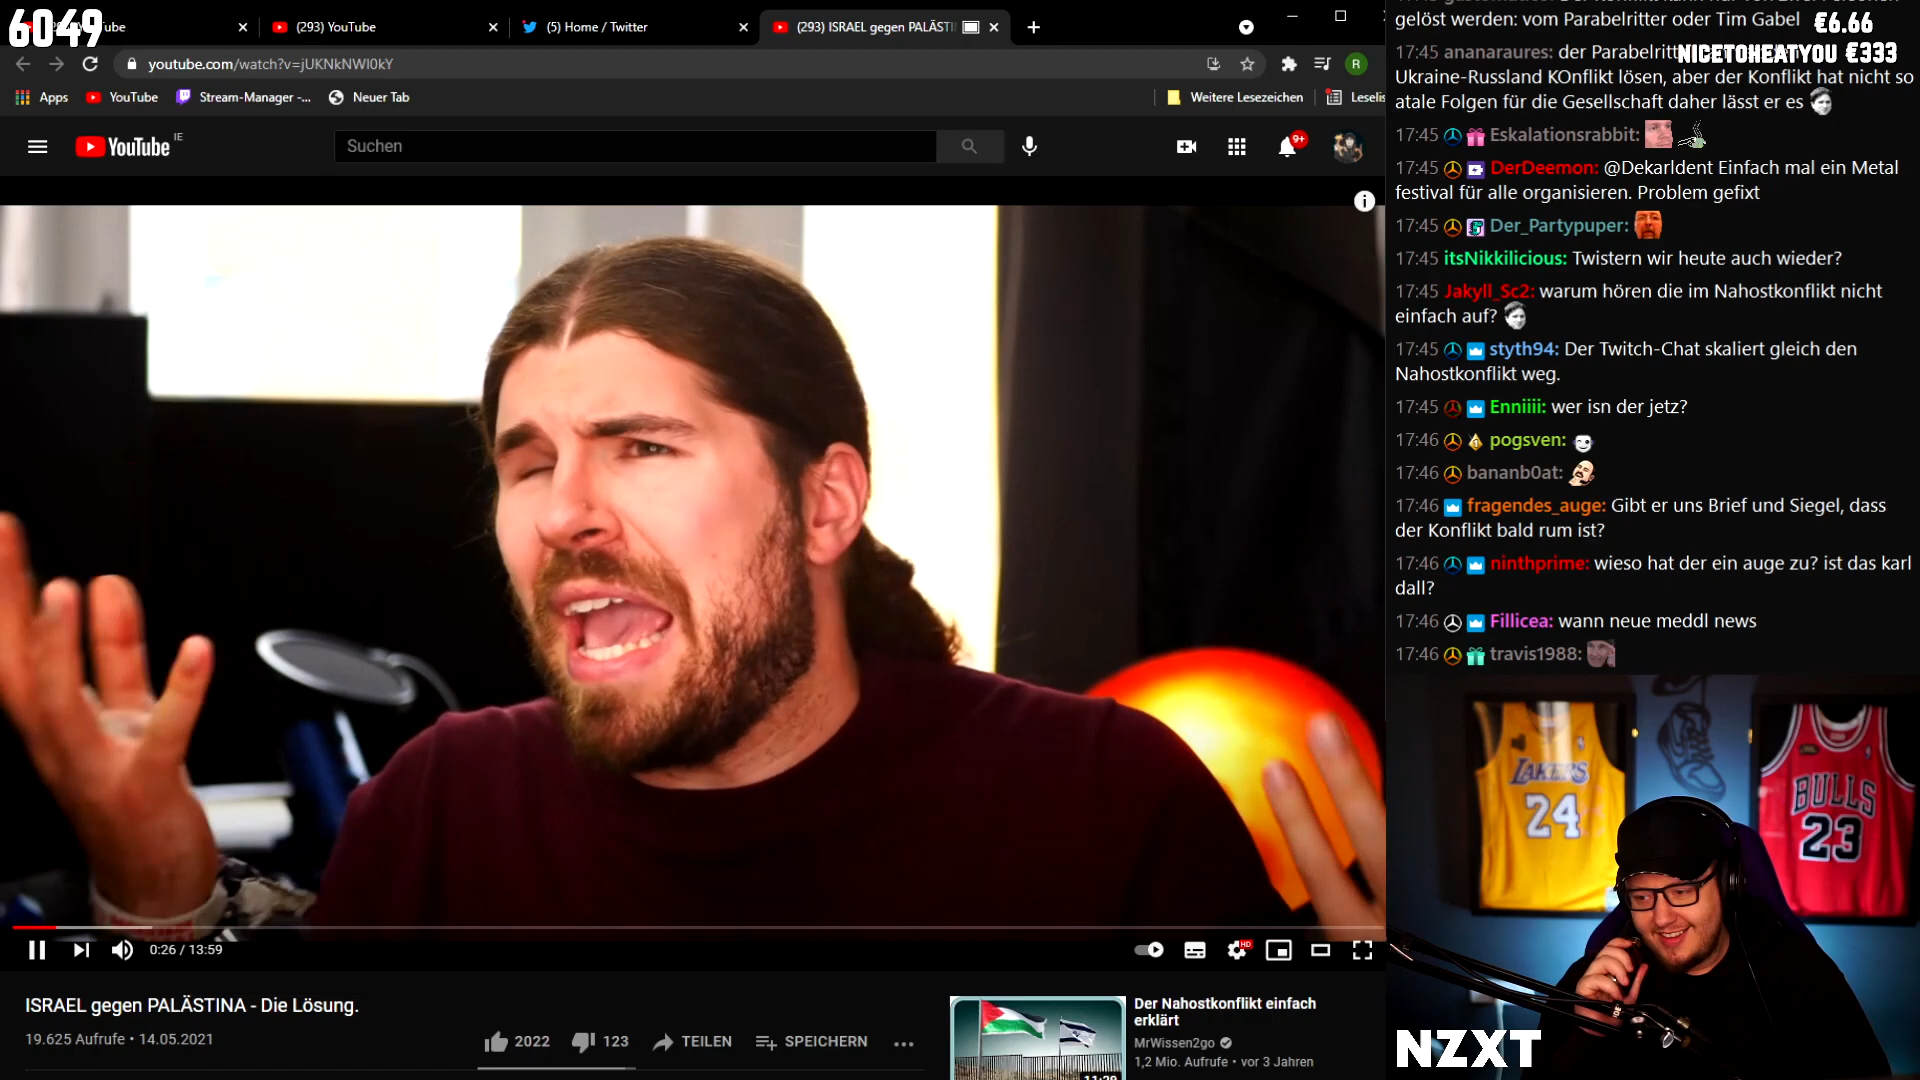 6049
(293) YouTube
(5) Home / Twitter
(293) ISRAEL gegen PALÄSTI
youtube.com/watch?v=jUKNkNWI0kY
R
Apps
YouTube
Stream-Manager -...
Neuer Tab
Weitere Lesezeichen
Leselis
YouTube IE
Suchen
9+
0:26 / 13:59
HD
ISRAEL gegen PALÄSTINA - Die Lösung.
19.625 Aufrufe • 14.05.2021
2022
123
TEILEN
SPEICHERN
Der Nahostkonflikt einfach
erklärt
MrWissen2go
1,2 Mio. Aufrufe • vor 3 Jahren
gelöst werden: vom Parabelritter oder Tim Gabel
€6.66
NICETOHEATYOU €333
17:45 ananaraures: der Parabelritt
Ukraine-Russland KOnflikt lösen, aber der Konflikt hat nicht so
atale Folgen für die Gesellschaft daher lässt er es
17:45 Eskalationsrabbit:
17:45 DerDeemon: @Dekarldent Einfach mal ein Metal
festival für alle organisieren. Problem gefixt
17:45 Der_Partypuper:
17:45 itsNikkilicious: Twistern wir heute auch wieder?
17:45 Jakyll_Sc2: warum hören die im Nahostkonflikt nicht
einfach auf?
17:45 styth94: Der Twitch-Chat skaliert gleich den
Nahostkonflikt weg.
17:45 Enniiii: wer isn der jetz?
17:46 pogsven:
17:46 bananb0at:
17:46 fragendes_auge: Gibt er uns Brief und Siegel, dass
der Konflikt bald rum ist?
17:46 ninthprime: wieso hat der ein auge zu? ist das karl
dall?
17:46 Fillicea: wann neue meddl news
17:46 travis1988:
LAKERS
24
BULLS
23
NZXT